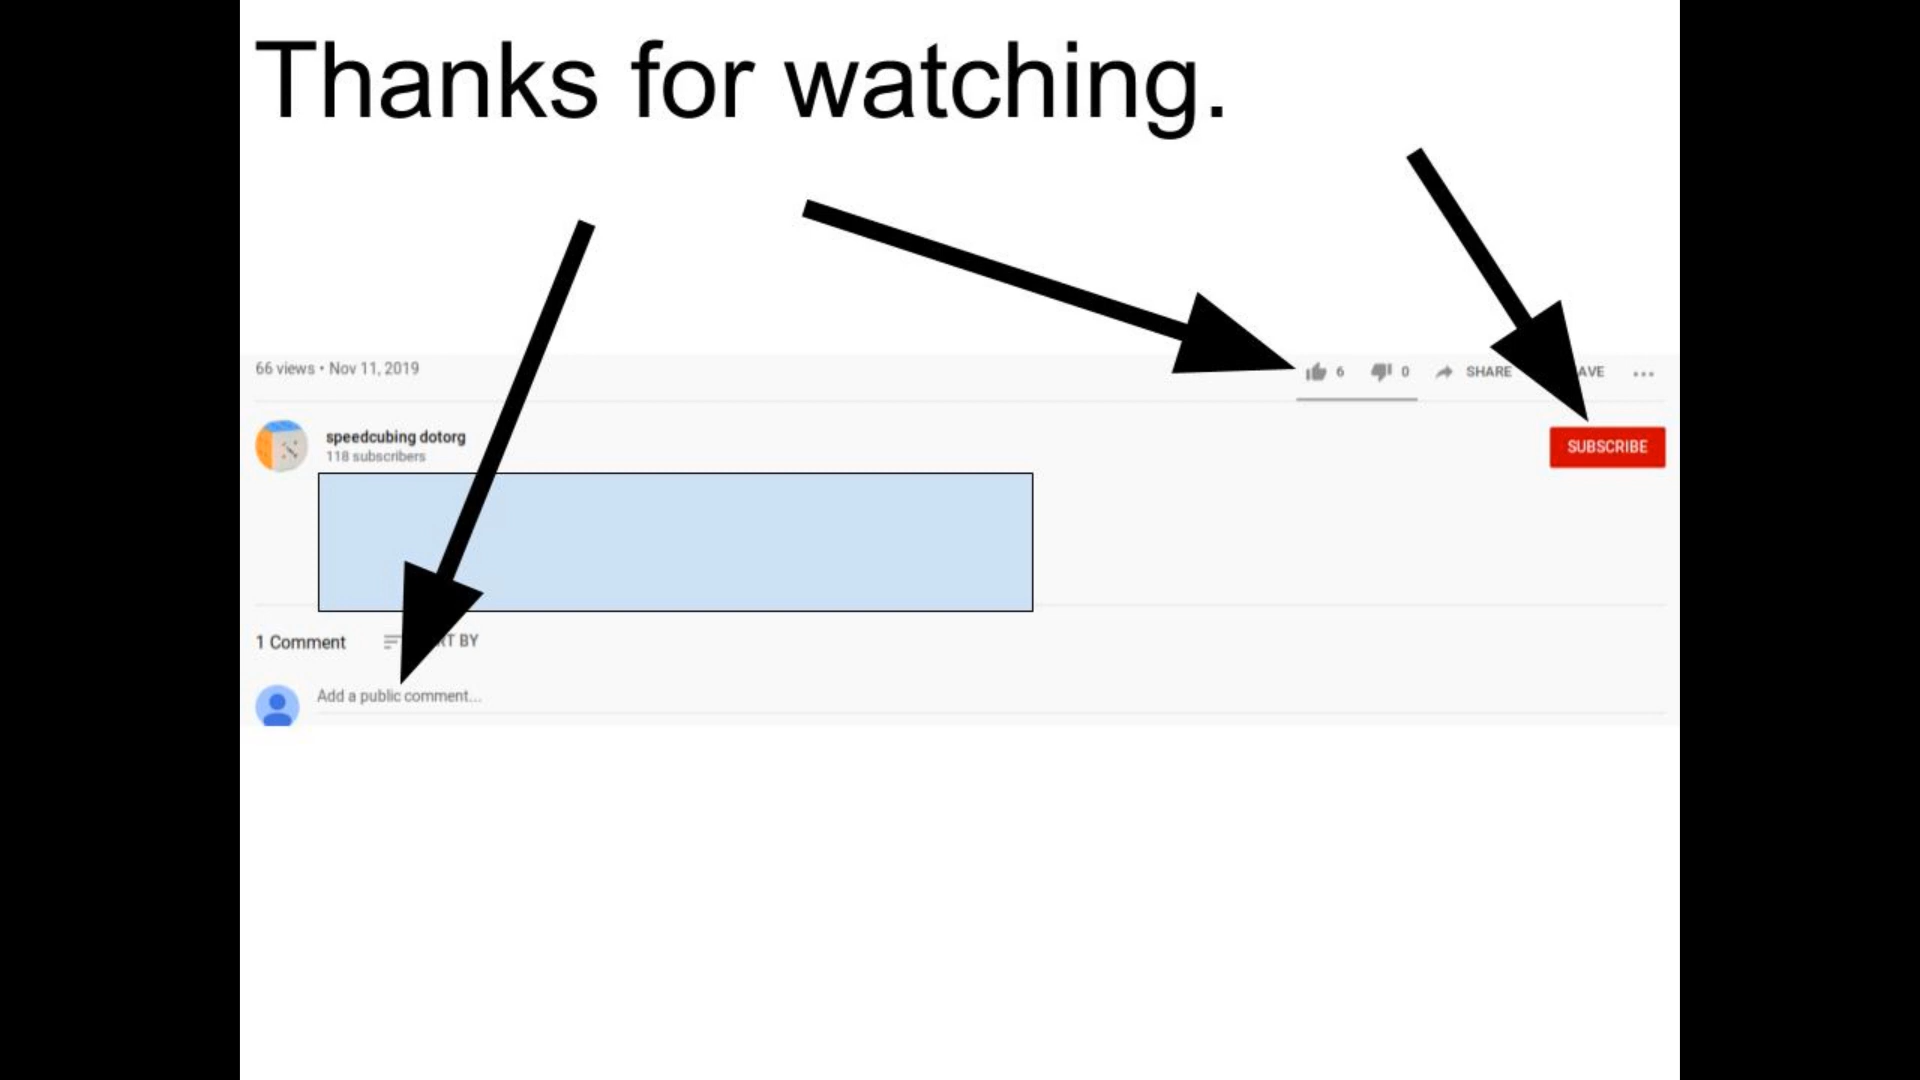 Thanks for watching.
66 views • Nov 11, 2019
6 0 SHARE AVE ...
speedcubing dotorg
118 subscribers
SUBSCRIBE
1 Comment
RT BY
Add a public comment...